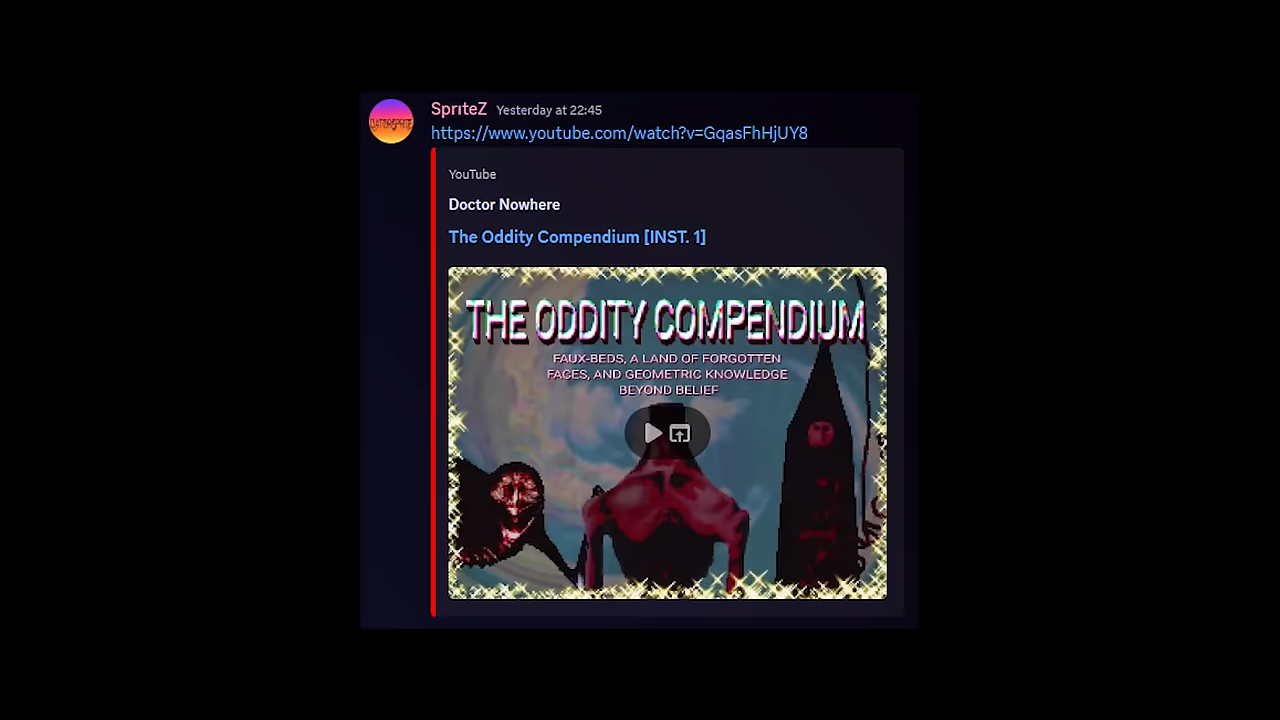 SprıteZ Yesterday at 22:45
https://www.youtube.com/watch?v=GqasFhHjUY8
YouTube
Doctor Nowhere
The Oddity Compendium [INST. 1]
THE ODDITY COMPENDIUM
FAUX-BEDS, A LAND OF FORGOTTEN
FACES, AND GEOMETRIC KNOWLEDGE
BEYOND BELIEF